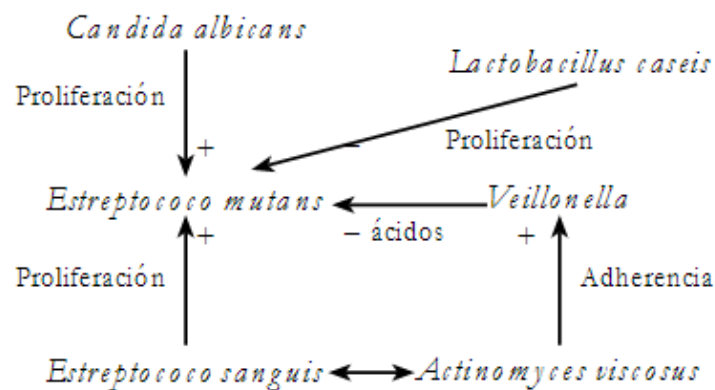 Candida albicans
Lactobacillus caseis
Proliferación
+
–
Proliferación
Estreptococo mutans
Veillonella
+
– ácidos
+
Proliferación
Adherencia
Estreptococo sanguis
Actinomyces viscosus